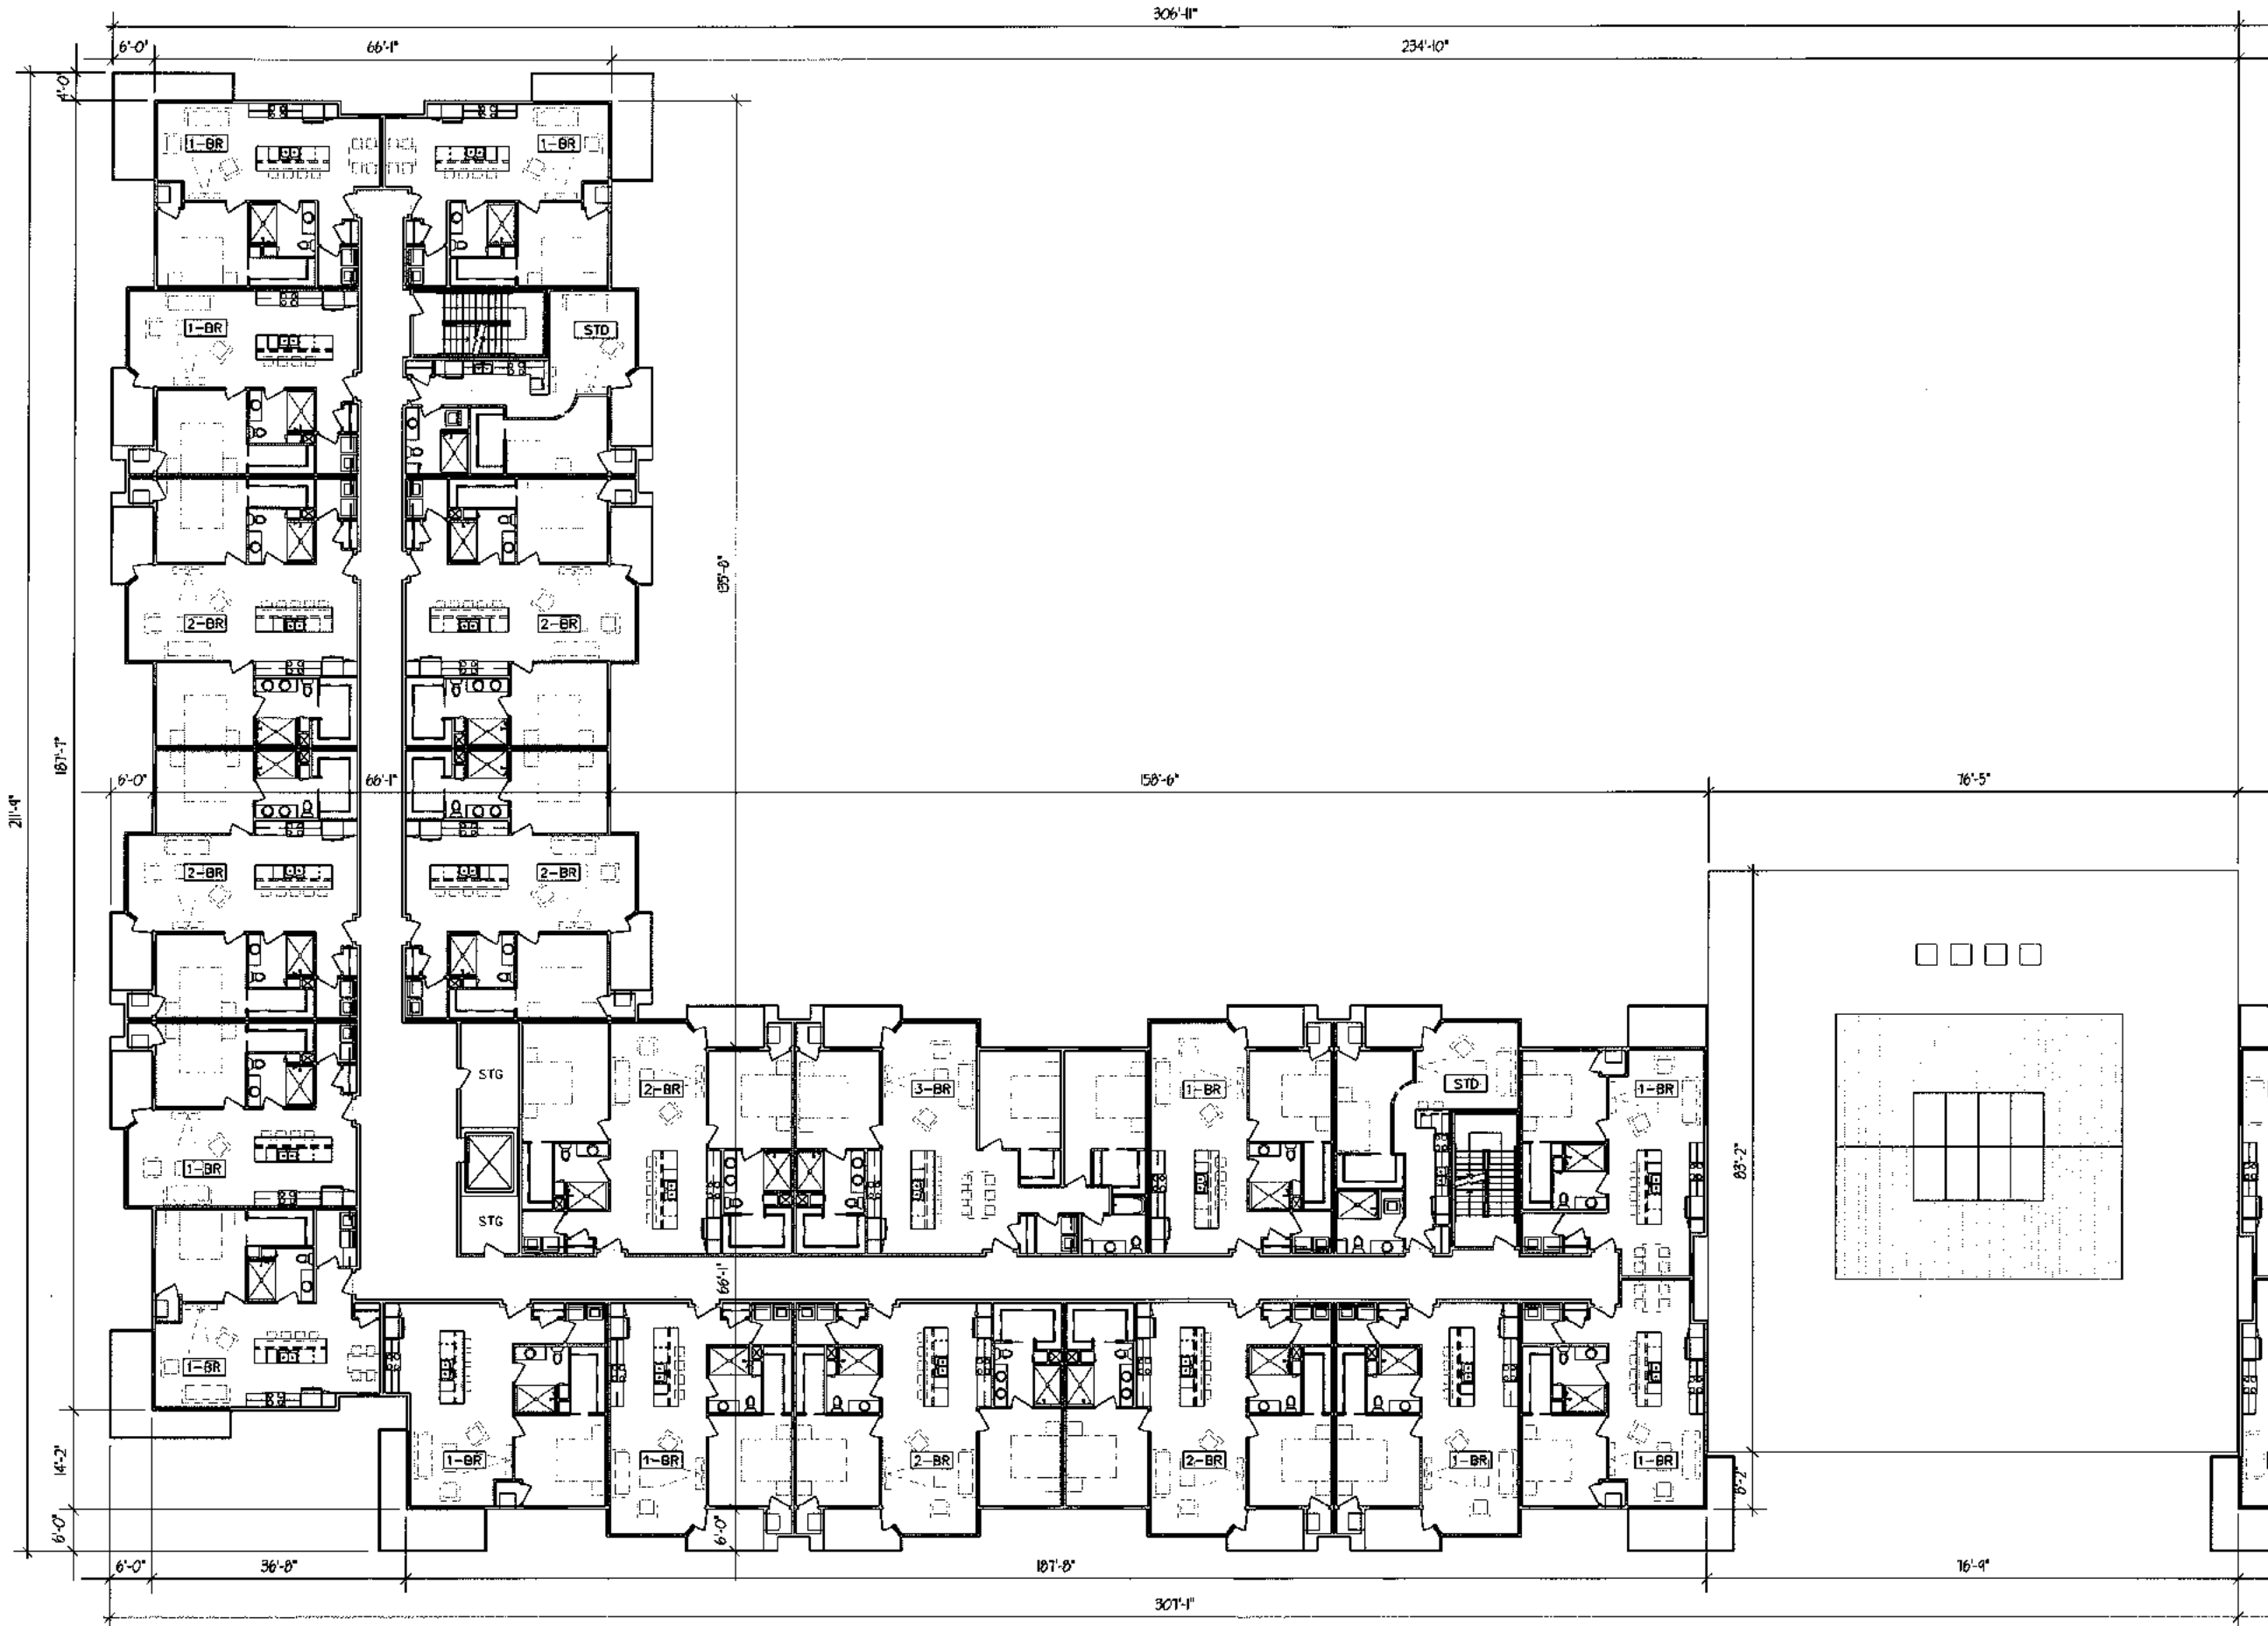 306'-11"
6'-0" 66'-1" 234'-10"
4'-0"
1-BR 1-BR
1-BR STD
135'-8"
2-BR 2-BR
187'-7"
6'-0" 66'-1" 158'-6" 76'-5"
211'-9"
2-BR 2-BR
STG 2-BR 3-BR 1-BR STD 1-BR
1-BR
83'-2"
STG
66'-1"
1-BR
1-BR 1-BR 2-BR 2-BR 1-BR 1-BR
14'-2"
8'-2"
6'-0" 6'-0"
6'-0" 36'-8" 187'-8" 76'-9"
307'-1"